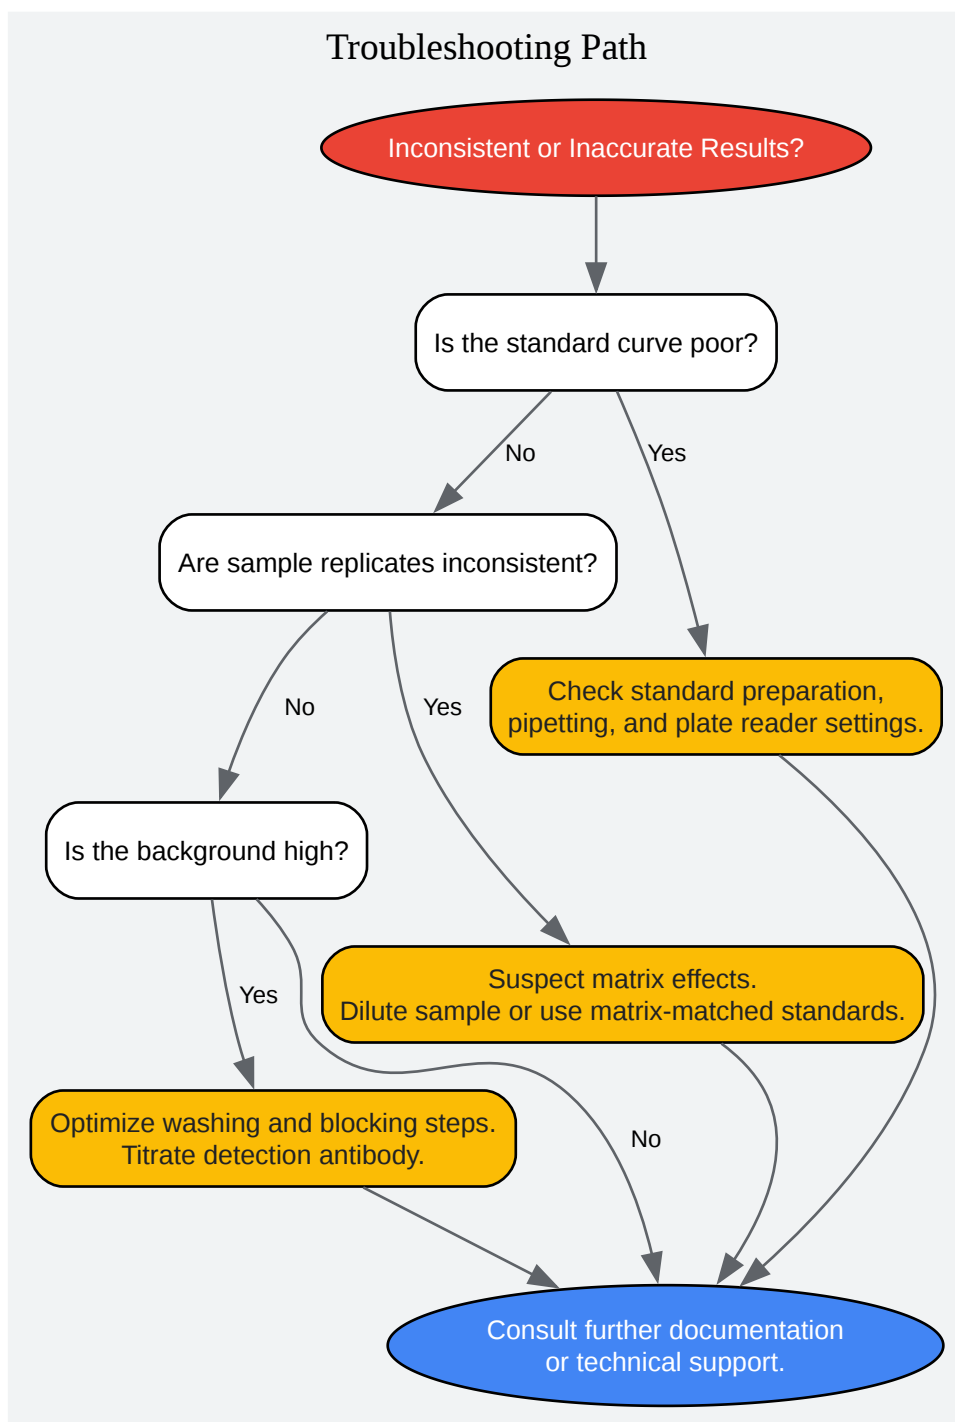 Troubleshooting Path
Inconsistent or Inaccurate Results?
Is the standard curve poor?
No
Yes
Are sample replicates inconsistent?
Check standard preparation,
pipetting, and plate reader settings.
No
Yes
Is the background high?
Suspect matrix effects.
Dilute sample or use matrix-matched standards.
Yes
Optimize washing and blocking steps.
Titrate detection antibody.
No
Consult further documentation
or technical support.